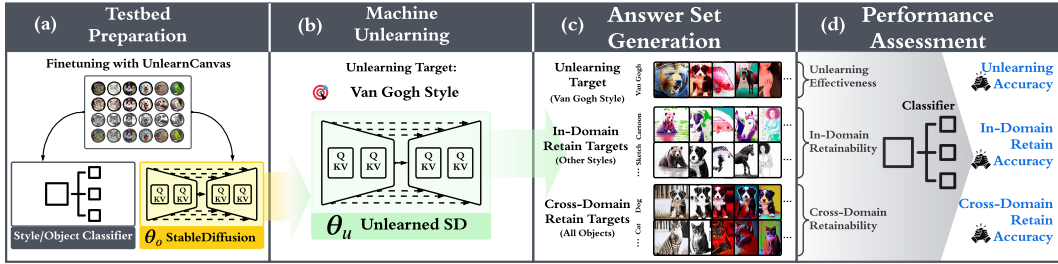 (a)
Testbed
Preparation
Finetuning with UnlearnCanvas
Q
KV
Q
KV
Q
KV
Q
KV
Style/Object Classifier
θo StableDiffusion
(b)
Machine
Unlearning
Unlearning Target:
Van Gogh Style
Q
KV
Q
KV
Q
KV
Q
KV
θu Unlearned SD
(c)
Answer Set
Generation
Unlearning
Target
(Van Gogh Style)
Van Gogh
...
In-Domain
Retain Targets
(Other Styles)
Cartoon
... Sketch
...
...
Cross-Domain
Retain Targets
(All Objects)
Dog
... Cat
...
...
(d)
Performance
Assessment
Unlearning
Effectiveness
In-Domain
Retainability
Cross-Domain
Retainability
Classifier
Unlearning
Accuracy
In-Domain
Retain
Accuracy
Cross-Domain
Retain
Accuracy